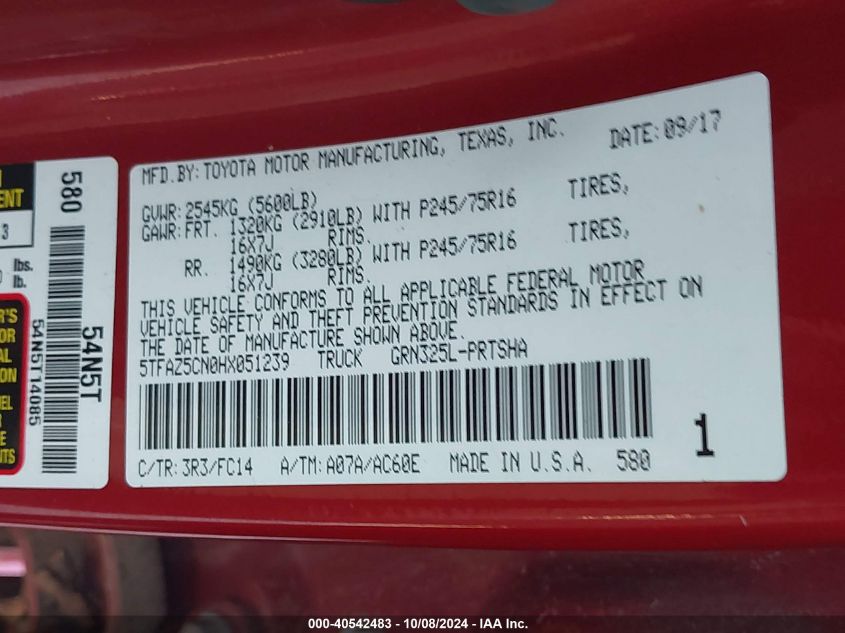 MFD.BY: TOYOTA MOTOR MANUFACTURING, TEXAS, INC. DATE: 09/17
GVWR: 2545KG (5600LB)
GAWR: FRT. 1320KG (2910LB) WITH P245/75R16 TIRES,
16X7J RIMS.
RR. 1490KG (3280LB) WITH P245/75R16 TIRES,
16X7J RIMS.
THIS VEHICLE CONFORMS TO ALL APPLICABLE FEDERAL MOTOR
VEHICLE SAFETY AND THEFT PREVENTION STANDARDS IN EFFECT ON
THE DATE OF MANUFACTURE SHOWN ABOVE.
5TFAZ5CN0HX051239 TRUCK GRN325L-PRTSHA
C/TR: 3R3/FC14 A/TM: A07A/AC60E MADE IN U.S.A. 580
1
580
54N5T
54N5T14085
3
lbs.
lb.
000-40542483 - 10/08/2024 - IAA Inc.